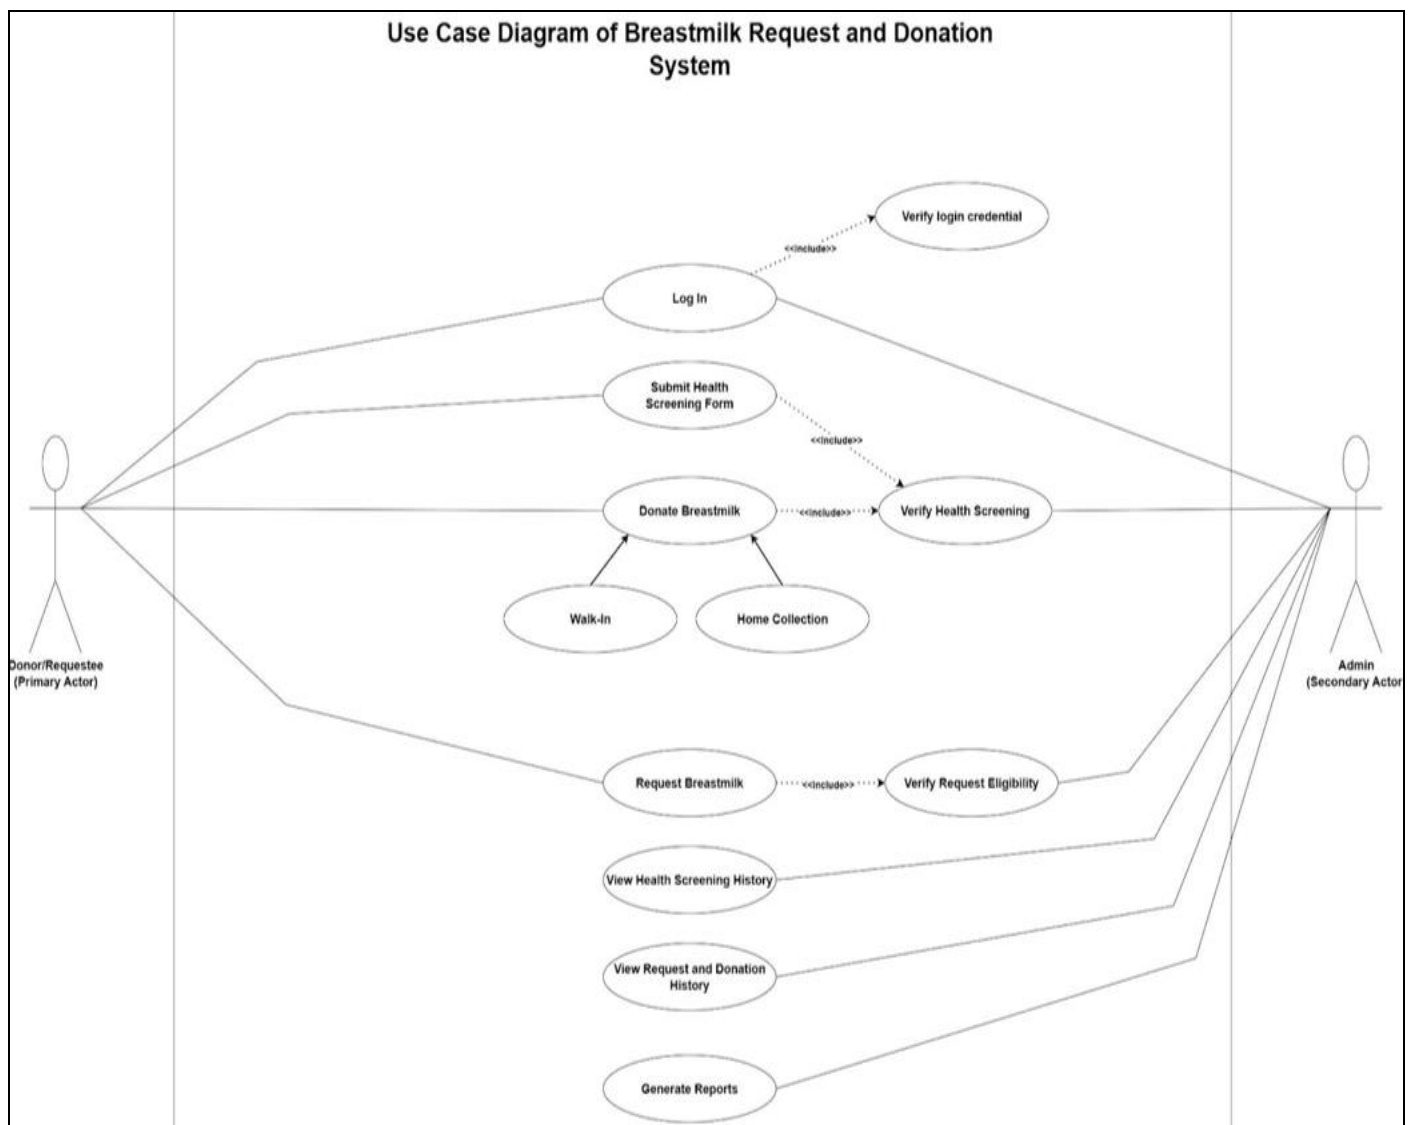 Use Case Diagram of Breastmilk Request and Donation
System
Verify login credential
<<include>>
Log In
Submit Health
Screening Form
<<include>>
Donate Breastmilk
<<include>>
Verify Health Screening
Walk-In
Home Collection
Donor/Requestee
(Primary Actor)
Admin
(Secondary Actor
Request Breastmilk
<<include>>
Verify Request Eligibility
View Health Screening History
View Request and Donation
History
Generate Reports